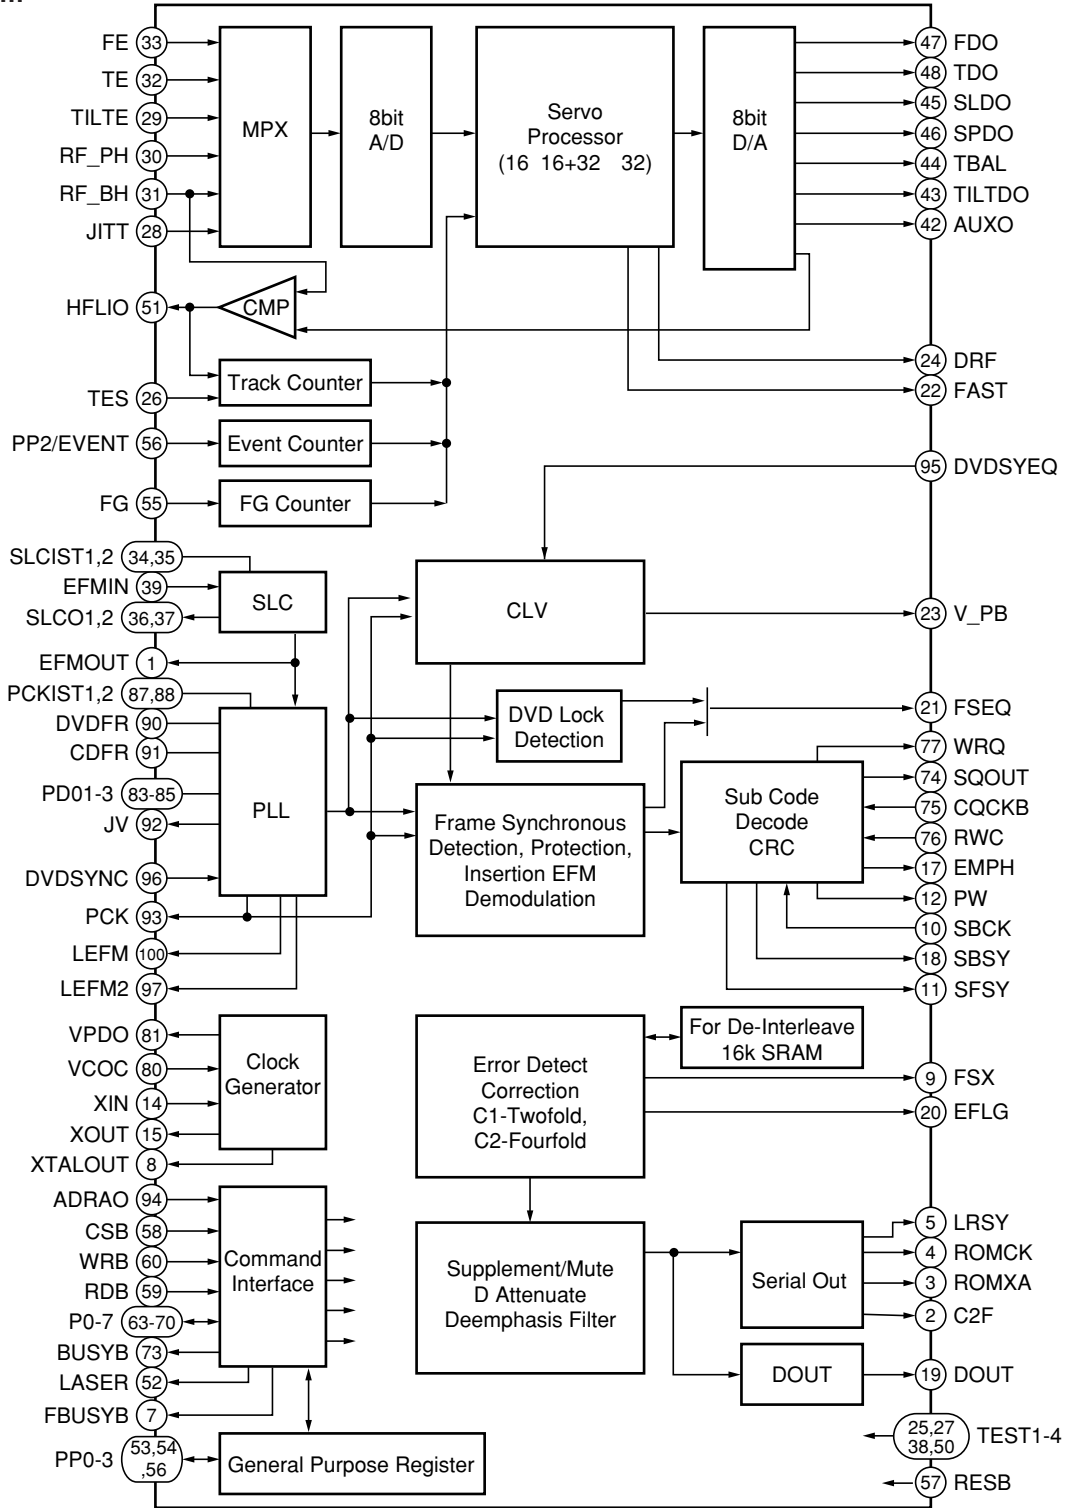 FE 33
TE 32
TILTE 29
RF_PH 30
RF_BH 31
JITT 28
HFLIO 51
TES 26
PP2/EVENT 56
FG 55
SLCIST1,2 34,35
EFMIN 39
SLCO1,2 36,37
EFMOUT 1
PCKIST1,2 87,88
DVDFR 90
CDFR 91
PD01-3 83-85
JV 92
DVDSYNC 96
PCK 93
LEFM 100
LEFM2 97
VPDO 81
VCOC 80
XIN 14
XOUT 15
XTALOUT 8
ADRAO 94
CSB 58
WRB 60
RDB 59
P0-7 63-70
BUSYB 73
LASER 52
FBUSYB 7
PP0-3 53,54
,56
MPX
8bit
A/D
Servo
Processor
(16 16+32 32)
8bit
D/A
CMP
Track Counter
Event Counter
FG Counter
SLC
CLV
DVD Lock
Detection
PLL
Frame Synchronous
Detection, Protection,
Insertion EFM
Demodulation
Sub Code
Decode
CRC
Clock
Generator
Error Detect
Correction
C1-Twofold,
C2-Fourfold
For De-Interleave
16k SRAM
Command
Interface
Supplement/Mute
D Attenuate
Deemphasis Filter
Serial Out
DOUT
General Purpose Register
47 FDO
48 TDO
45 SLDO
46 SPDO
44 TBAL
43 TILTDO
42 AUXO
24 DRF
22 FAST
95 DVDSYEQ
23 V_PB
21 FSEQ
77 WRQ
74 SQOUT
75 CQCKB
76 RWC
17 EMPH
12 PW
10 SBCK
18 SBSY
11 SFSY
9 FSX
20 EFLG
5 LRSY
4 ROMCK
3 ROMXA
2 C2F
19 DOUT
25,27
38,50 TEST1-4
57 RESB